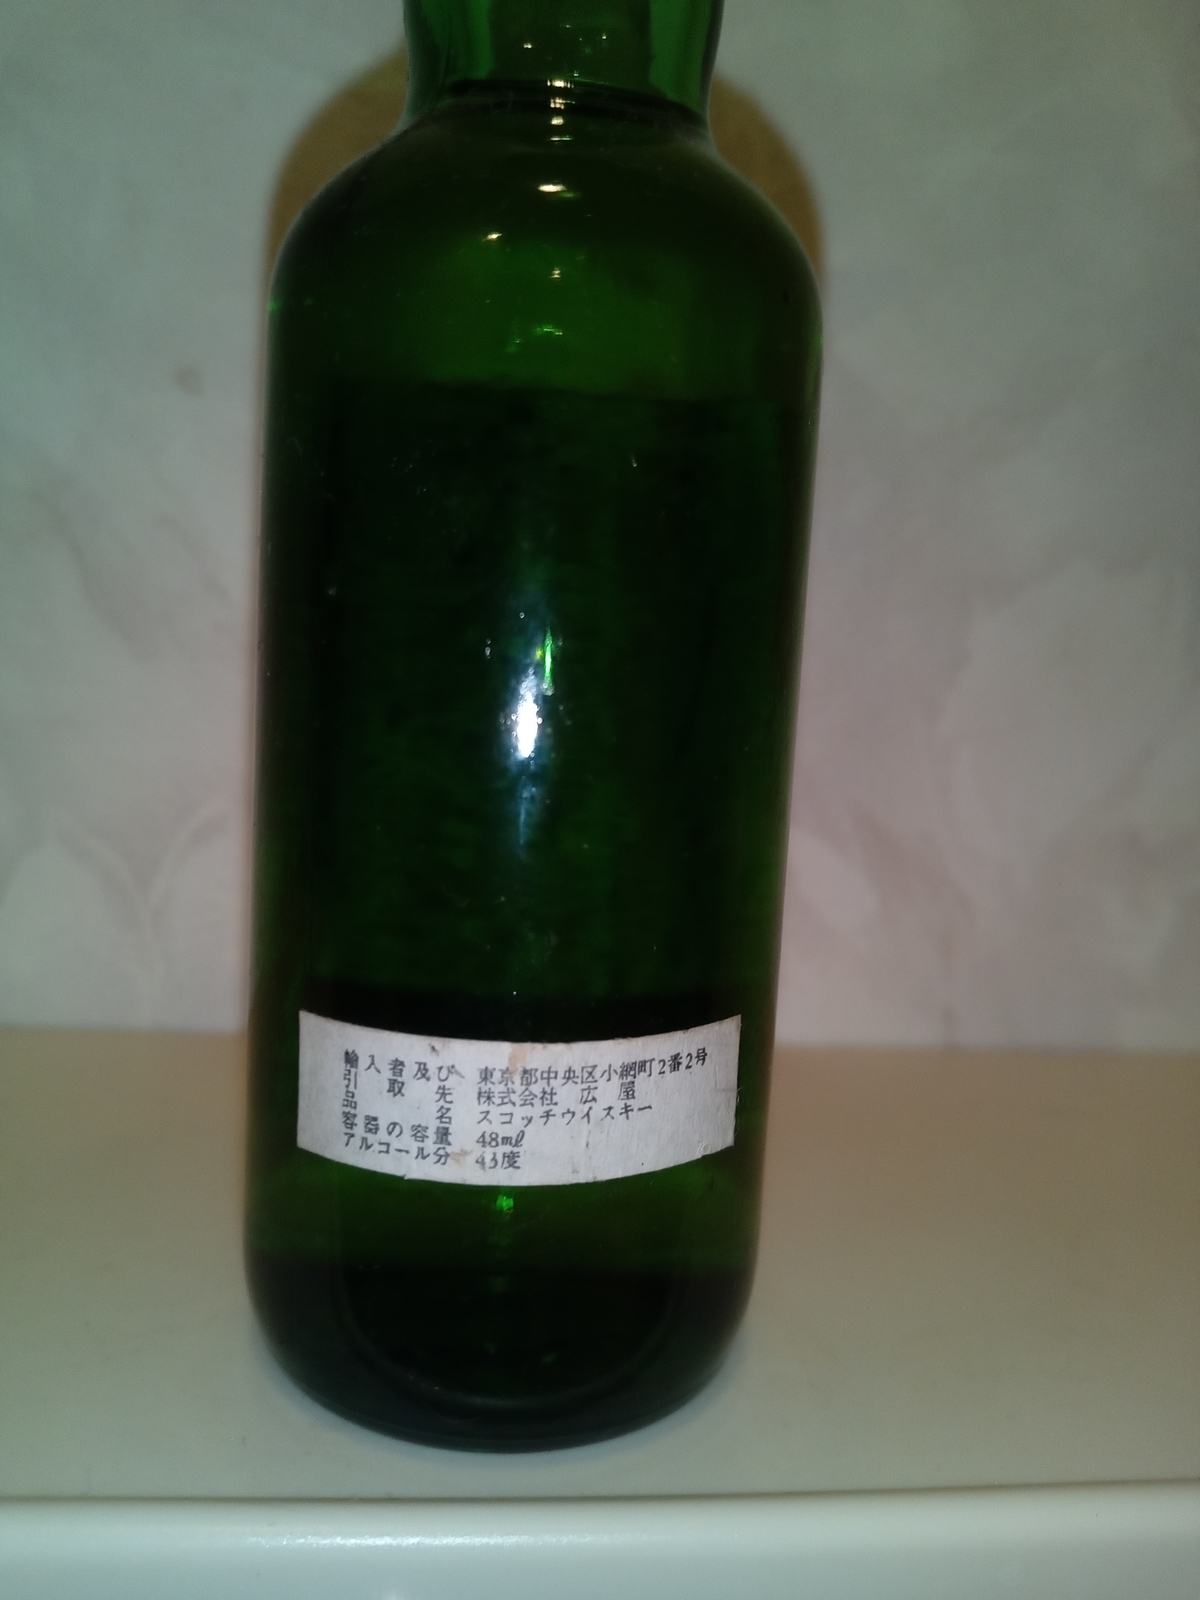 輸入者及び 東京都中央区小網町2番2号
引取先 株式会社 広屋
品名 スコッチウイスキー
容器の容量 48ml
アルコール分 43度